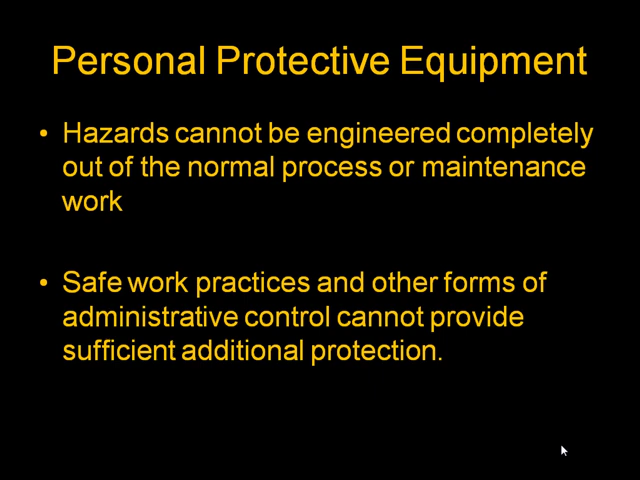 Personal Protective Equipment
• Hazards cannot be engineered completely
out of the normal process or maintenance
work
• Safe work practices and other forms of
administrative control cannot provide
sufficient additional protection.